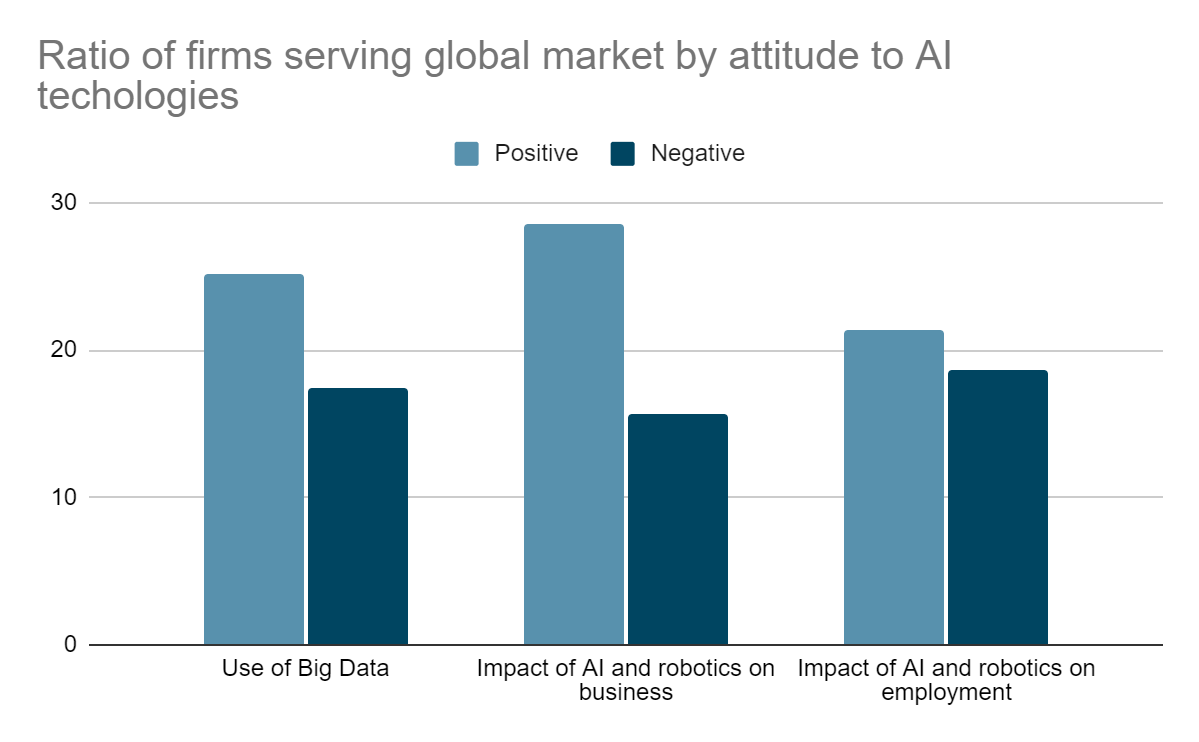 Ratio of firms serving global market by attitude to AI
techologies
Positive Negative
30
20
10
0
Use of Big Data
Impact of AI and robotics on
business
Impact of AI and robotics on
employment